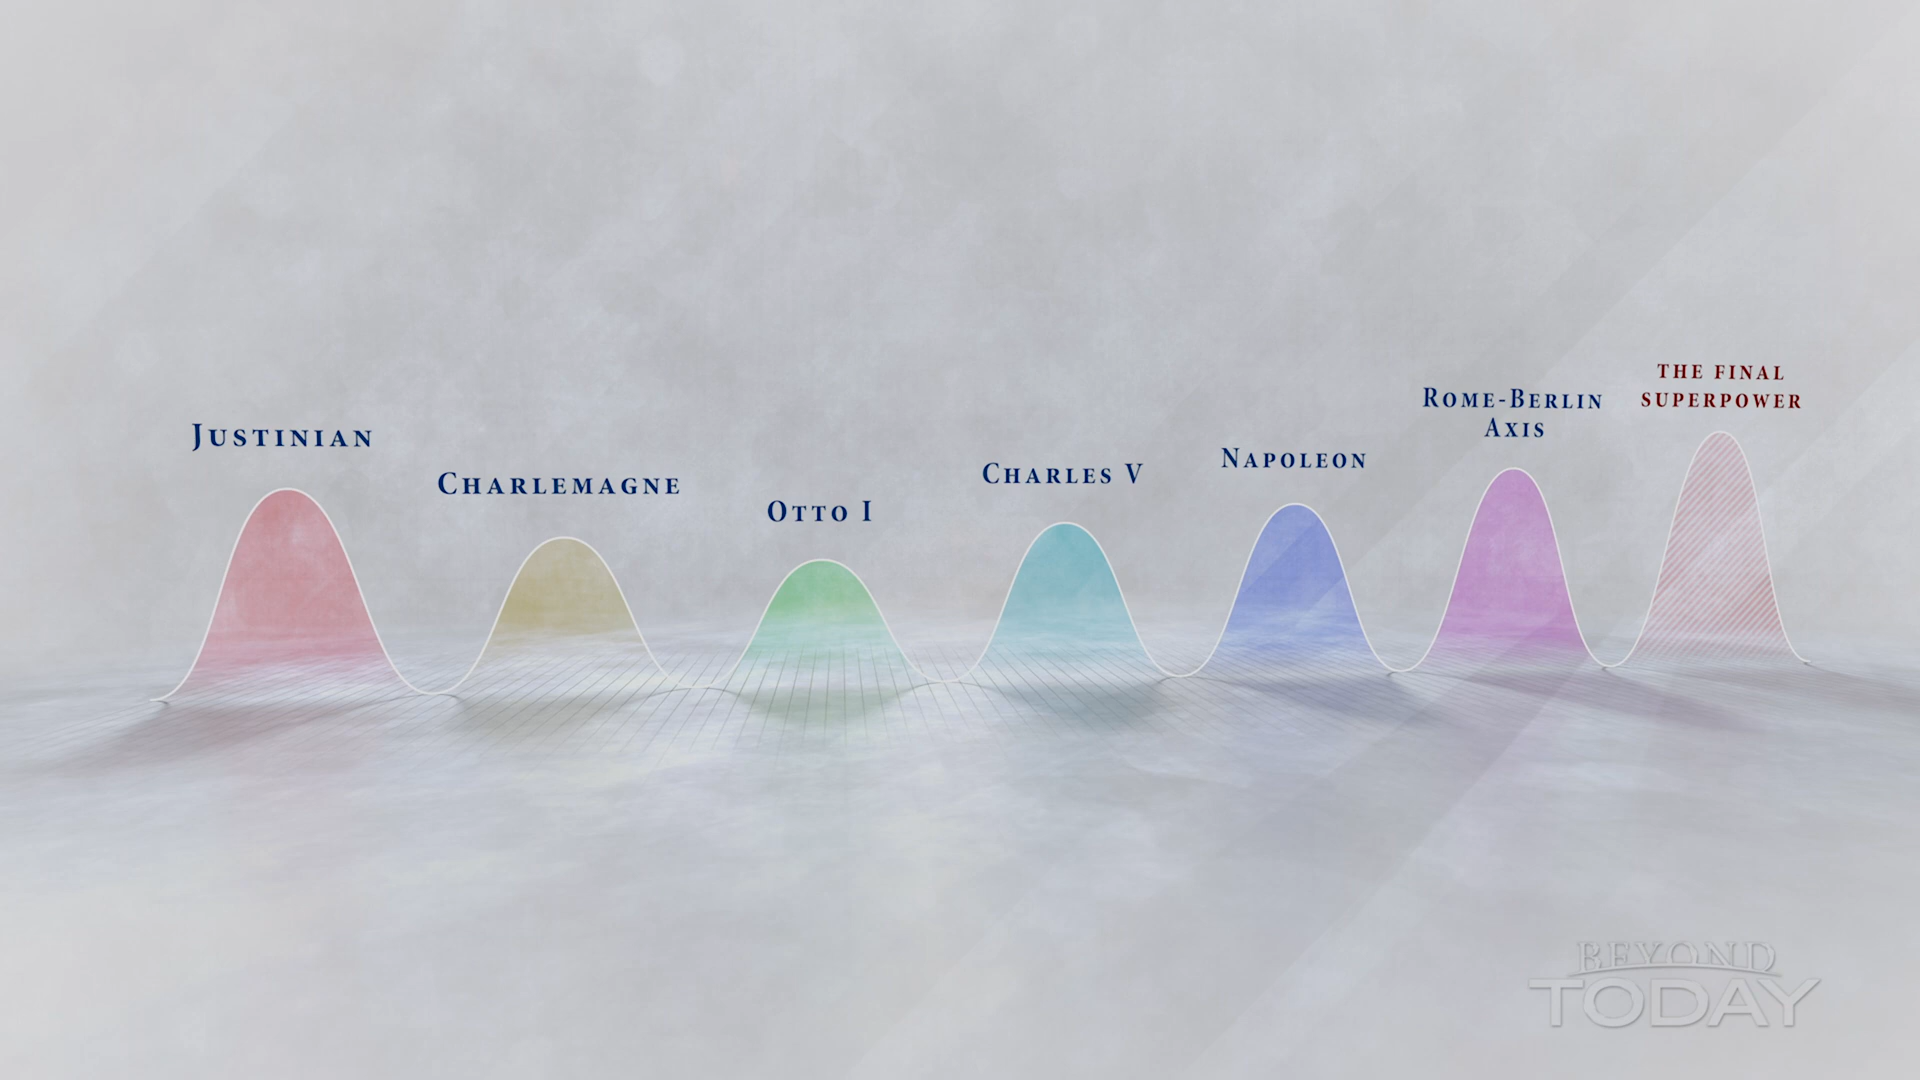 Justinian
Charlemagne
Otto I
Charles V
Napoleon
Rome-Berlin
Axis
THE FINAL
SUPERPOWER
BEYOND
TODAY